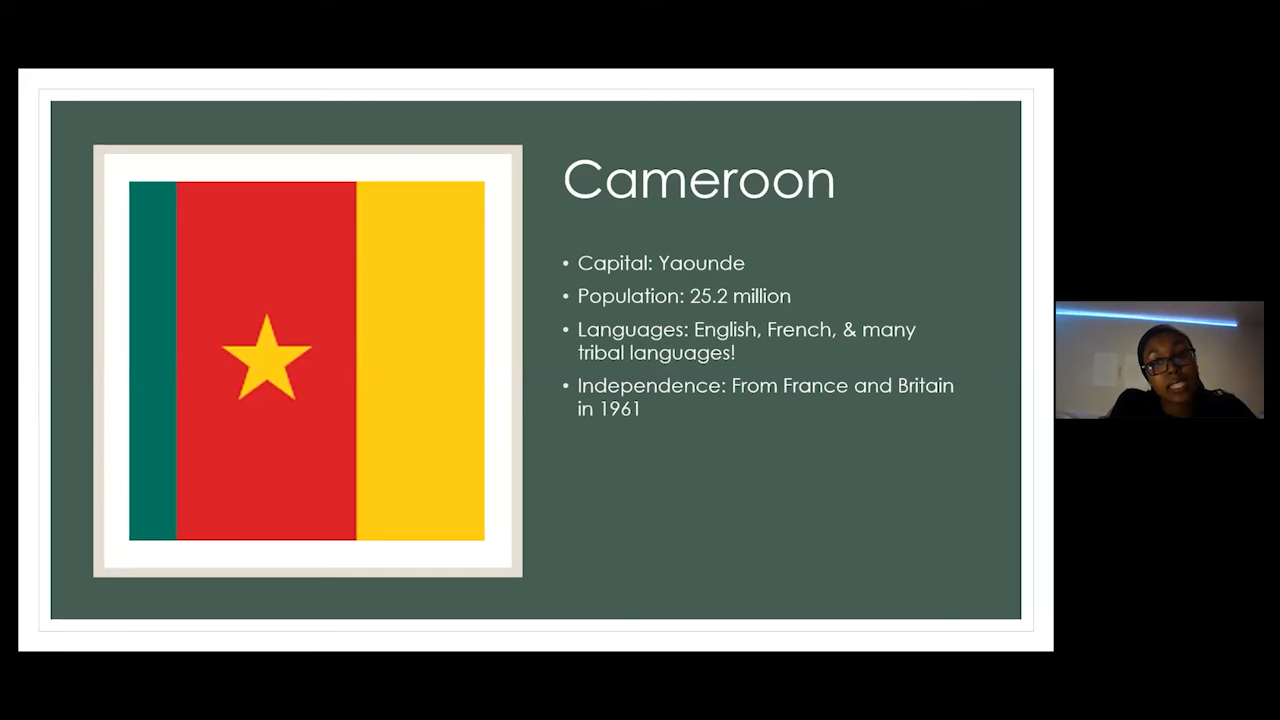 Cameroon
• Capital: Yaounde
• Population: 25.2 million
• Languages: English, French, & many
tribal languages!
• Independence: From France and Britain
in 1961